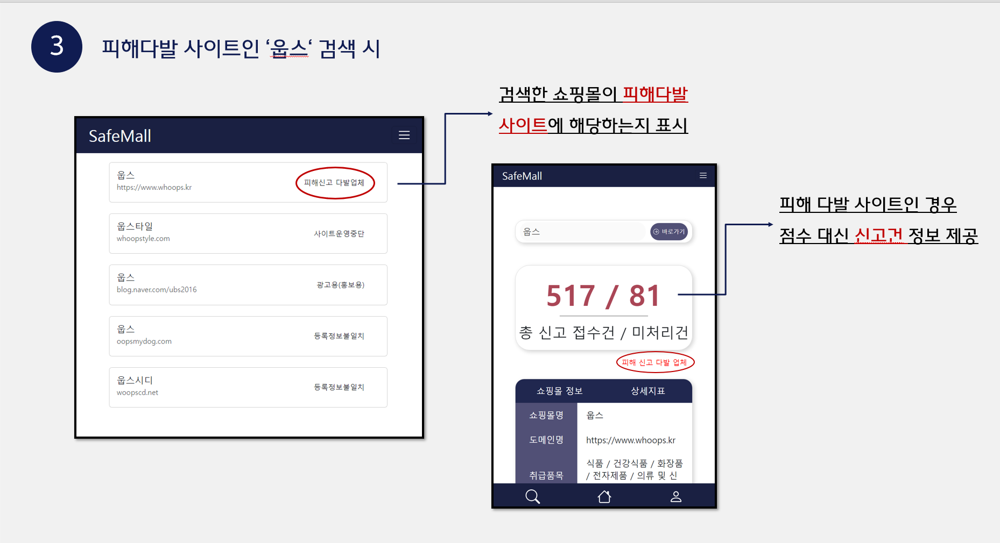 3
피해다발 사이트인 ‘웁스‘ 검색 시
검색한 쇼핑몰이 피해다발
사이트에 해당하는지 표시
SafeMall
웁스
https://www.whoops.kr
피해신고 다발업체
웁스타일
whoopstyle.com
사이트운영중단
웁스
blog.naver.com/ubs2016
광고용(홍보용)
웁스
oopsmydog.com
등록정보불일치
웁스시디
woopscd.net
등록정보불일치
SafeMall
웁스
바로가기
517 / 81
총 신고 접수건 / 미처리건
피해 신고 다발 업체
쇼핑몰 정보 상세지표
쇼핑몰명 웁스
도메인명 https://www.whoops.kr
식품 / 건강식품 / 화장품
취급품목 / 전자제품 / 의류 및 신
피해 다발 사이트인 경우
점수 대신 신고건 정보 제공